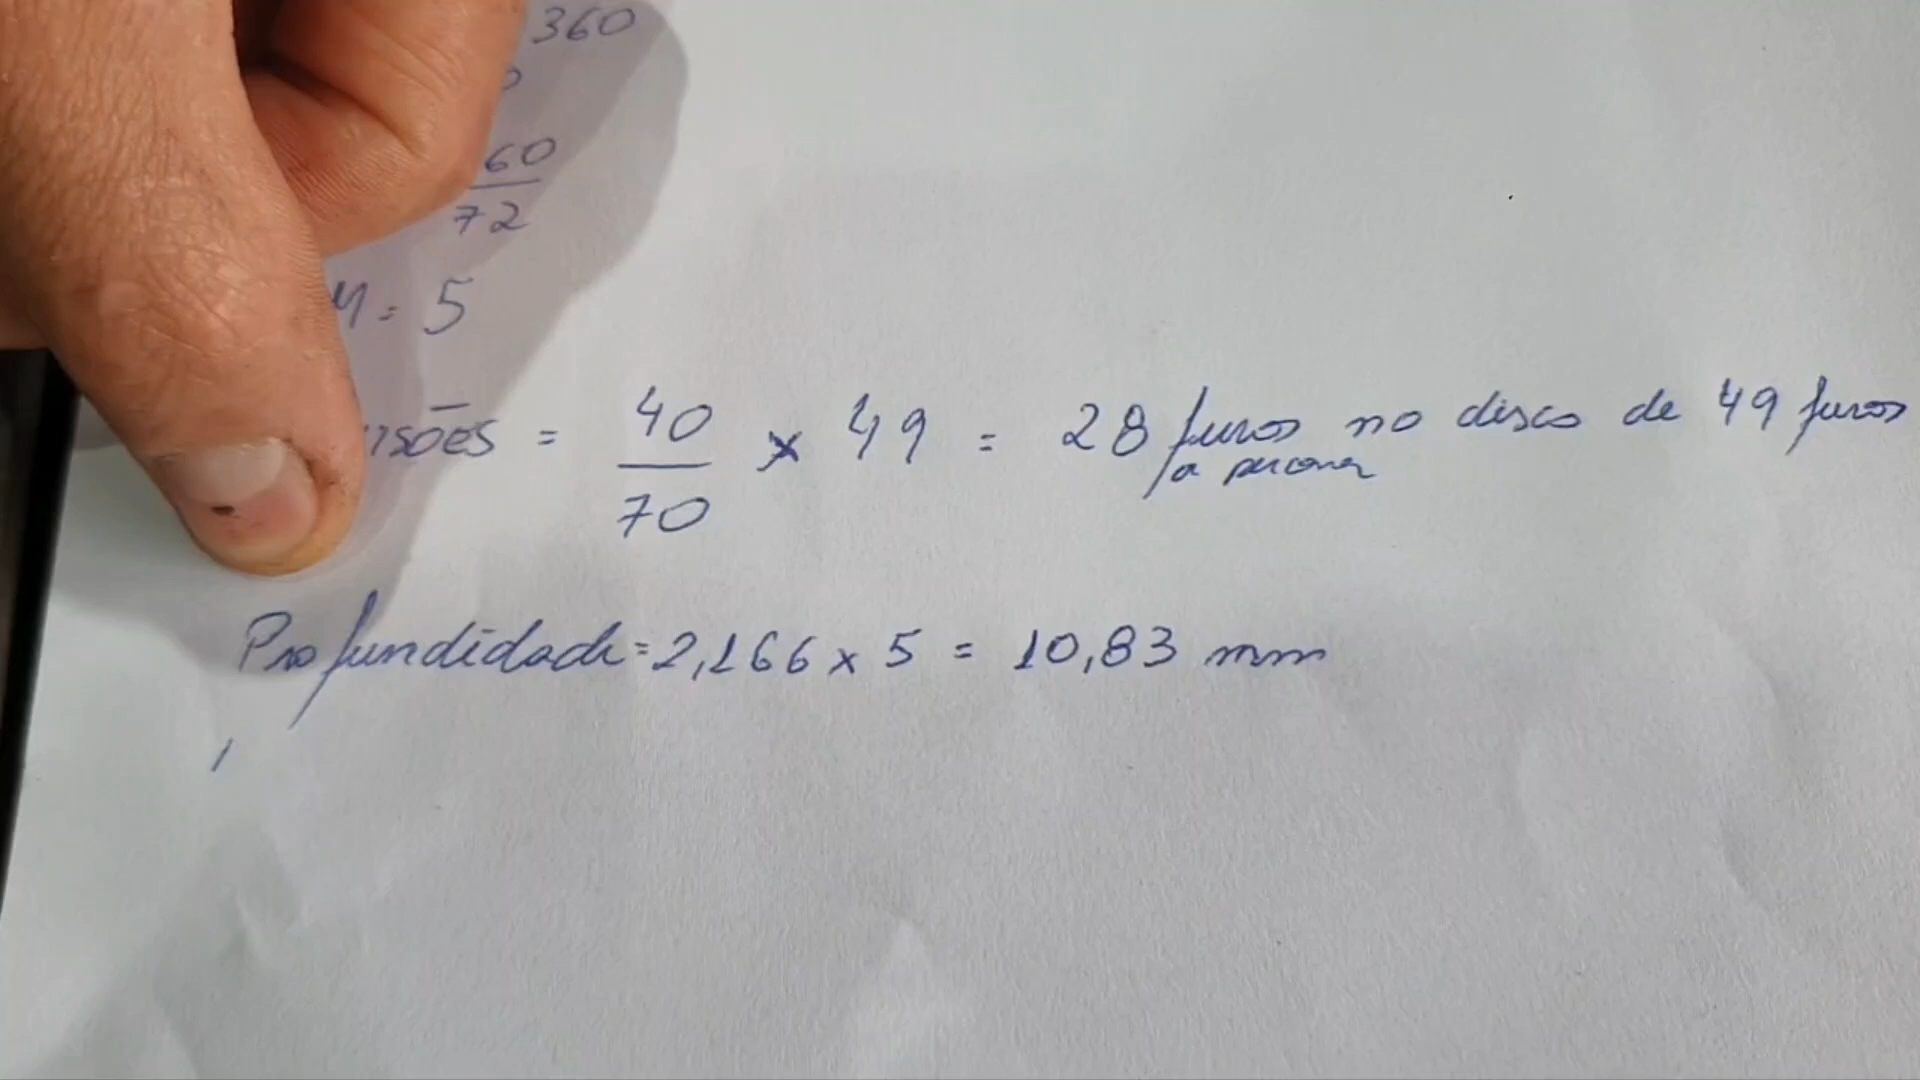 360
60
72
M = 5
isões = 40 x 49 = 28 furos no disco de 49 furos
70
a percorrer
Profundidade = 2,166 x 5 = 10,83 mm